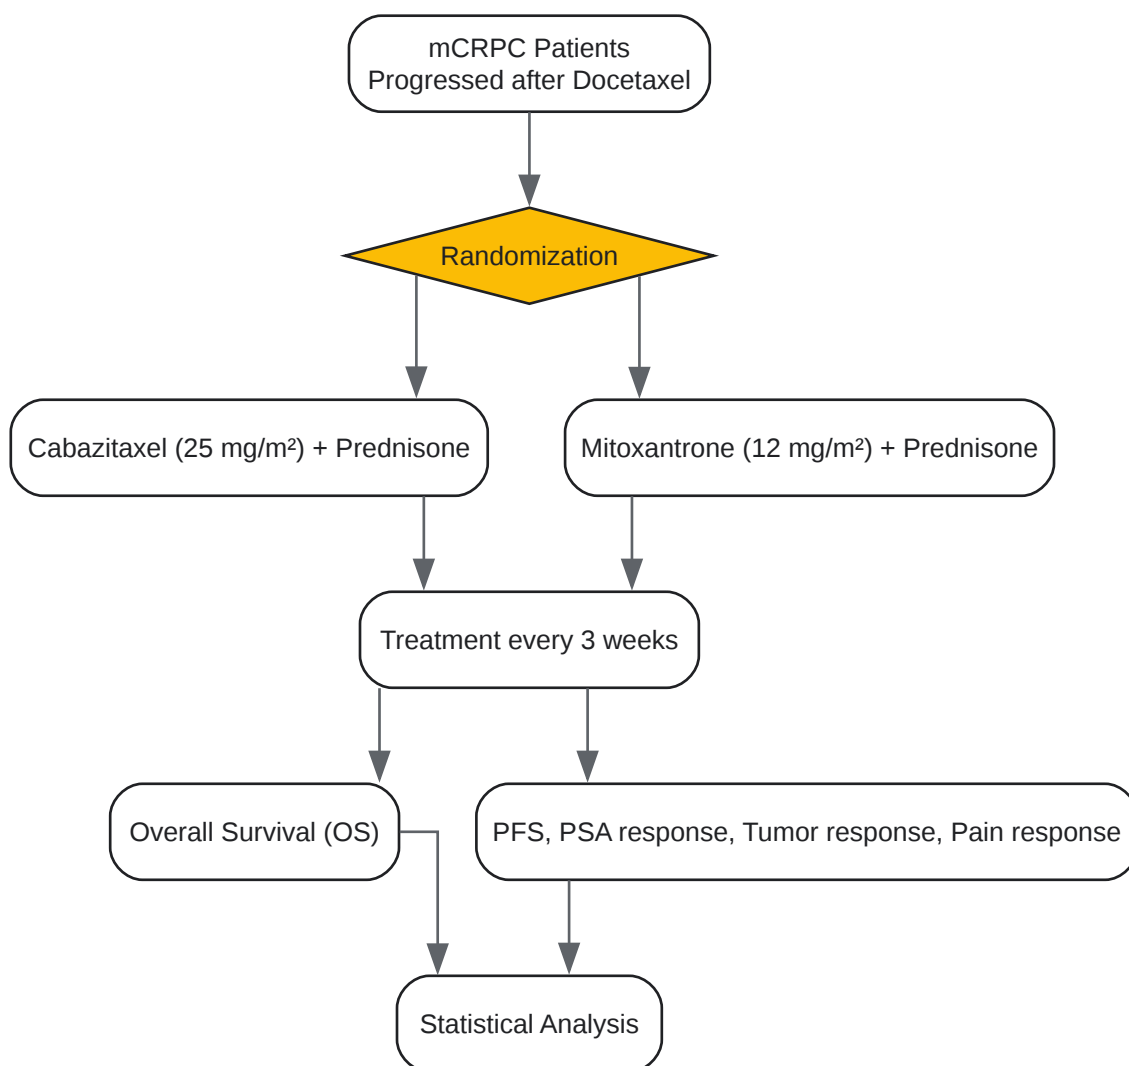 mCRPC Patients
Progressed after Docetaxel
Randomization
Cabazitaxel (25 mg/m²) + Prednisone
Mitoxantrone (12 mg/m²) + Prednisone
Treatment every 3 weeks
Overall Survival (OS)
PFS, PSA response, Tumor response, Pain response
Statistical Analysis